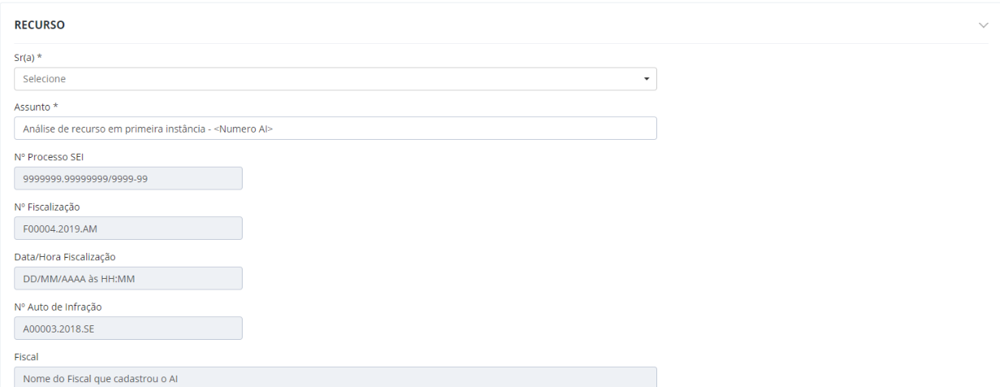 RECURSO
Sr(a) *
Selecione
Assunto *
Análise de recurso em primeira instância - <Numero AI>
Nº Processo SEI
9999999.99999999/9999-99
Nº Fiscalização
F00004.2019.AM
Data/Hora Fiscalização
DD/MM/AAAA às HH:MM
Nº Auto de Infração
A00003.2018.SE
Fiscal
Nome do Fiscal que cadastrou o AI